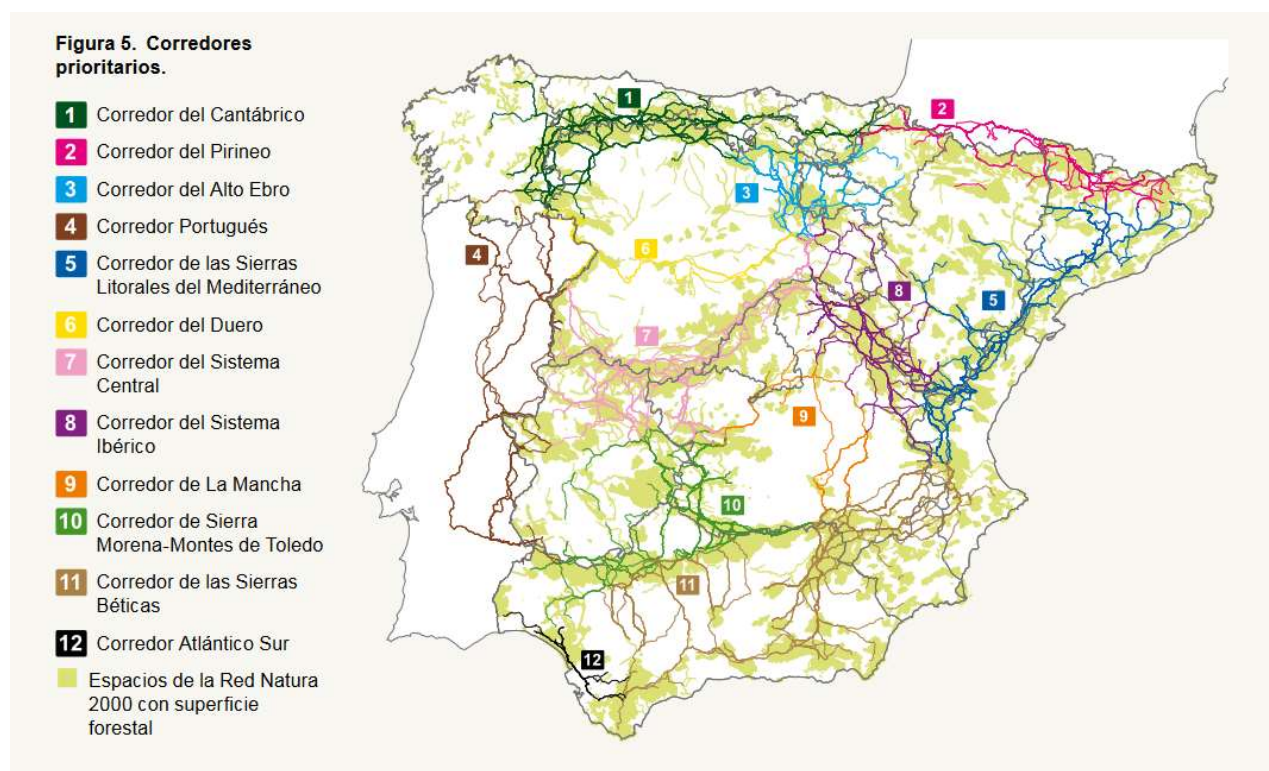 Figura 5. Corredores
prioritarios.
1 Corredor del Cantábrico
2 Corredor del Pirineo
3 Corredor del Alto Ebro
4 Corredor Portugués
5 Corredor de las Sierras
Litorales del Mediterráneo
6 Corredor del Duero
7 Corredor del Sistema
Central
8 Corredor del Sistema
Ibérico
9 Corredor de La Mancha
10 Corredor de Sierra
Morena-Montes de Toledo
11 Corredor de las Sierras
Béticas
12 Corredor Atlántico Sur
Espacios de la Red Natura
2000 con superficie
forestal
1
2
3
4
6
8
5
7
9
10
11
12